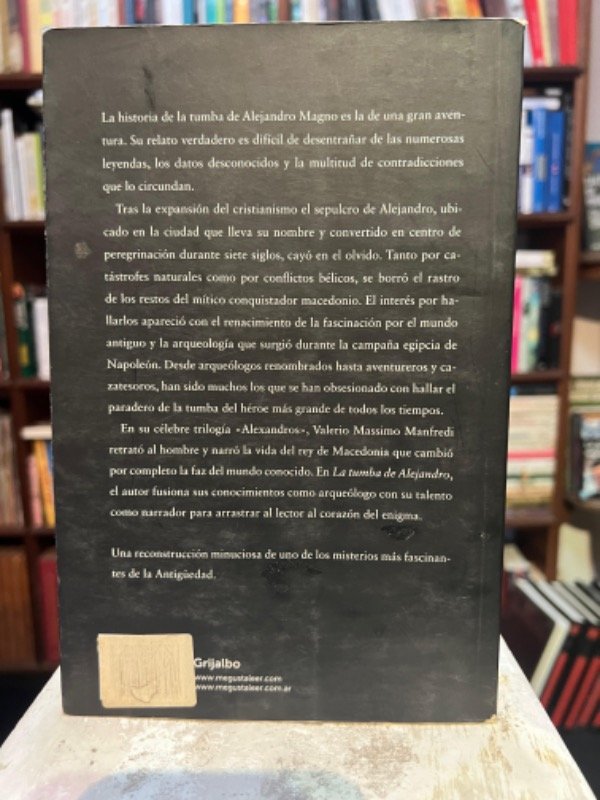 La historia de la tumba de Alejandro Magno es la de una gran aven-
tura. Su relato verdadero es difícil de desentrañar de las numerosas
leyendas, los datos desconocidos y la multitud de contradicciones
que lo circundan.
Tras la expansión del cristianismo el sepulcro de Alejandro, ubi-
cado en la ciudad que lleva su nombre y convertido en centro de
peregrinación durante siete siglos, cayó en el olvido. Tanto por ca-
tástrofes naturales como por conflictos bélicos, se borró el rastro
de los restos del mítico conquistador macedonio. El interés por ha-
llarlos apareció con el renacimiento de la fascinación por el mundo
antiguo y la arqueología que surgió durante la campaña egipcia de
Napoleón. Desde arqueólogos renombrados hasta aventureros y ca-
zatesoros, han sido muchos los que se han obsesionado con hallar el
paradero de la tumba del héroe más grande de todos los tiempos.
En su célebre trilogía «Alexandros», Valerio Massimo Manfredi
retrató al hombre y narró la vida del rey de Macedonia que cambió
por completo la faz del mundo conocido. En La tumba de Alejandro,
el autor fusiona sus conocimientos como arqueólogo con su talento
como narrador para arrastrar al lector al corazón del enigma.
Una reconstrucción minuciosa de uno de los misterios más fascinan-
tes de la Antigüedad.
Grijalbo
www.megustaleer.com
www.megustaleer.com.ar